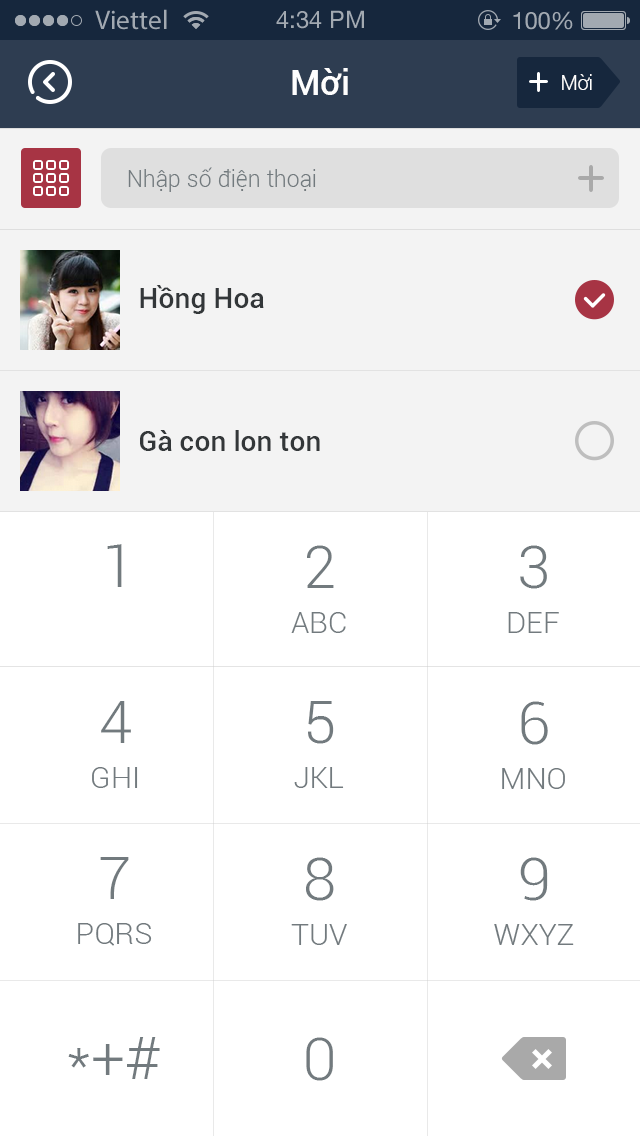 Viettel 4:34 PM 100%
Mời
+ Mời
Nhập số điện thoại +
Hồng Hoa
Gà con lon ton
1 2 3
ABC DEF
4 5 6
GHI JKL MNO
7 8 9
PQRS TUV WXYZ
*+# 0